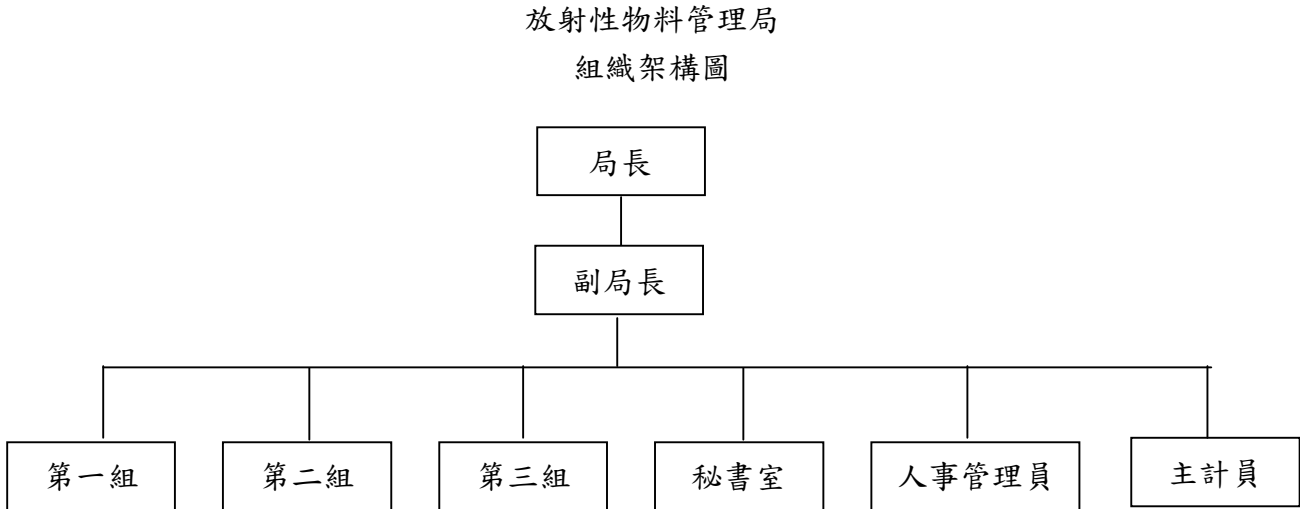 放射性物料管理局
組織架構圖
局長
副局長
第一組
第二組
第三組
秘書室
人事管理員
主計員